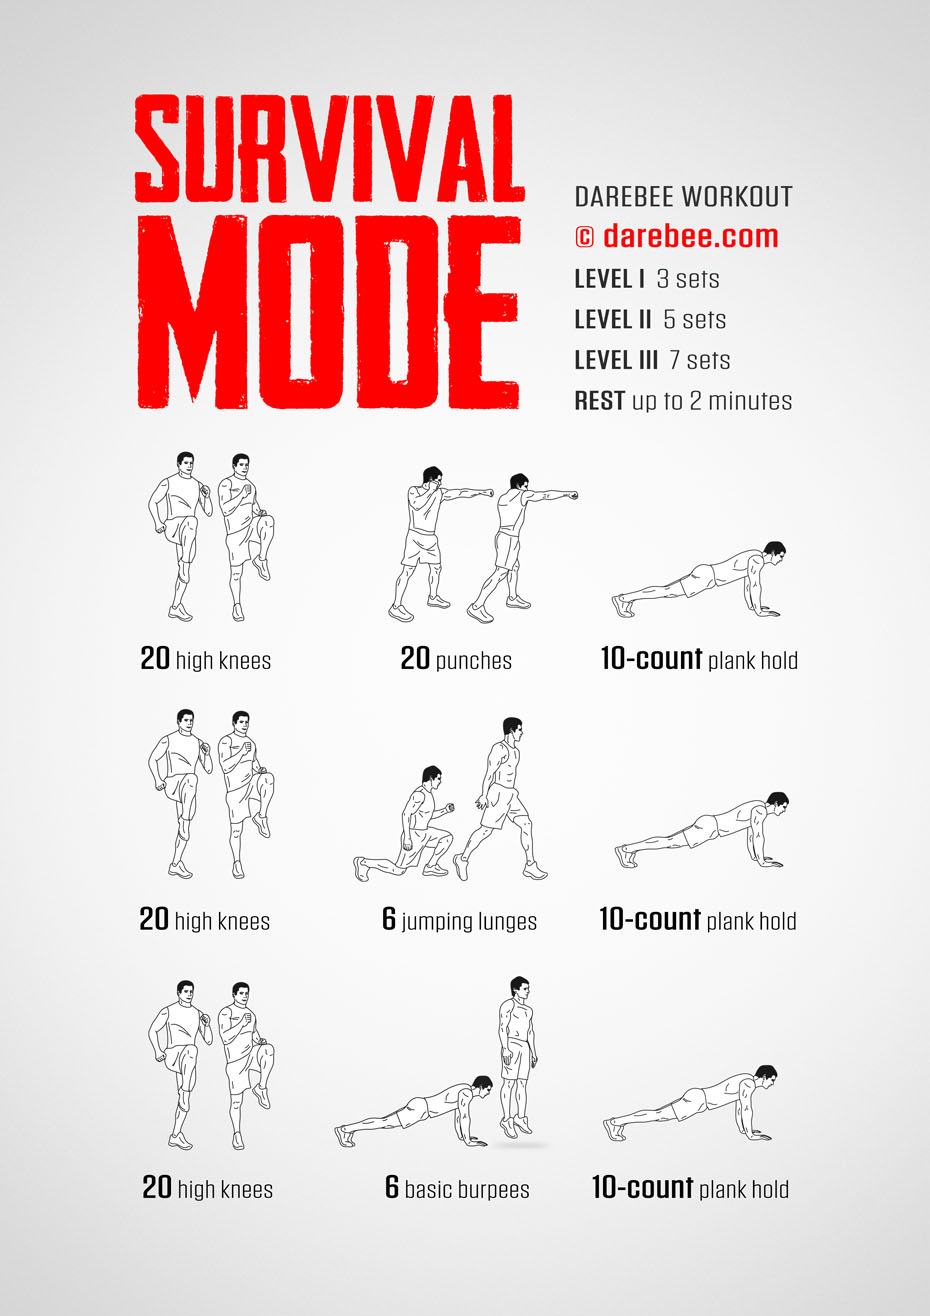 SURVIVAL
MODE
DAREBEE WORKOUT
© darebee.com
LEVEL I 3 sets
LEVEL II 5 sets
LEVEL III 7 sets
REST up to 2 minutes
20 high knees
20 punches
10-count plank hold
20 high knees
6 jumping lunges
10-count plank hold
20 high knees
6 basic burpees
10-count plank hold